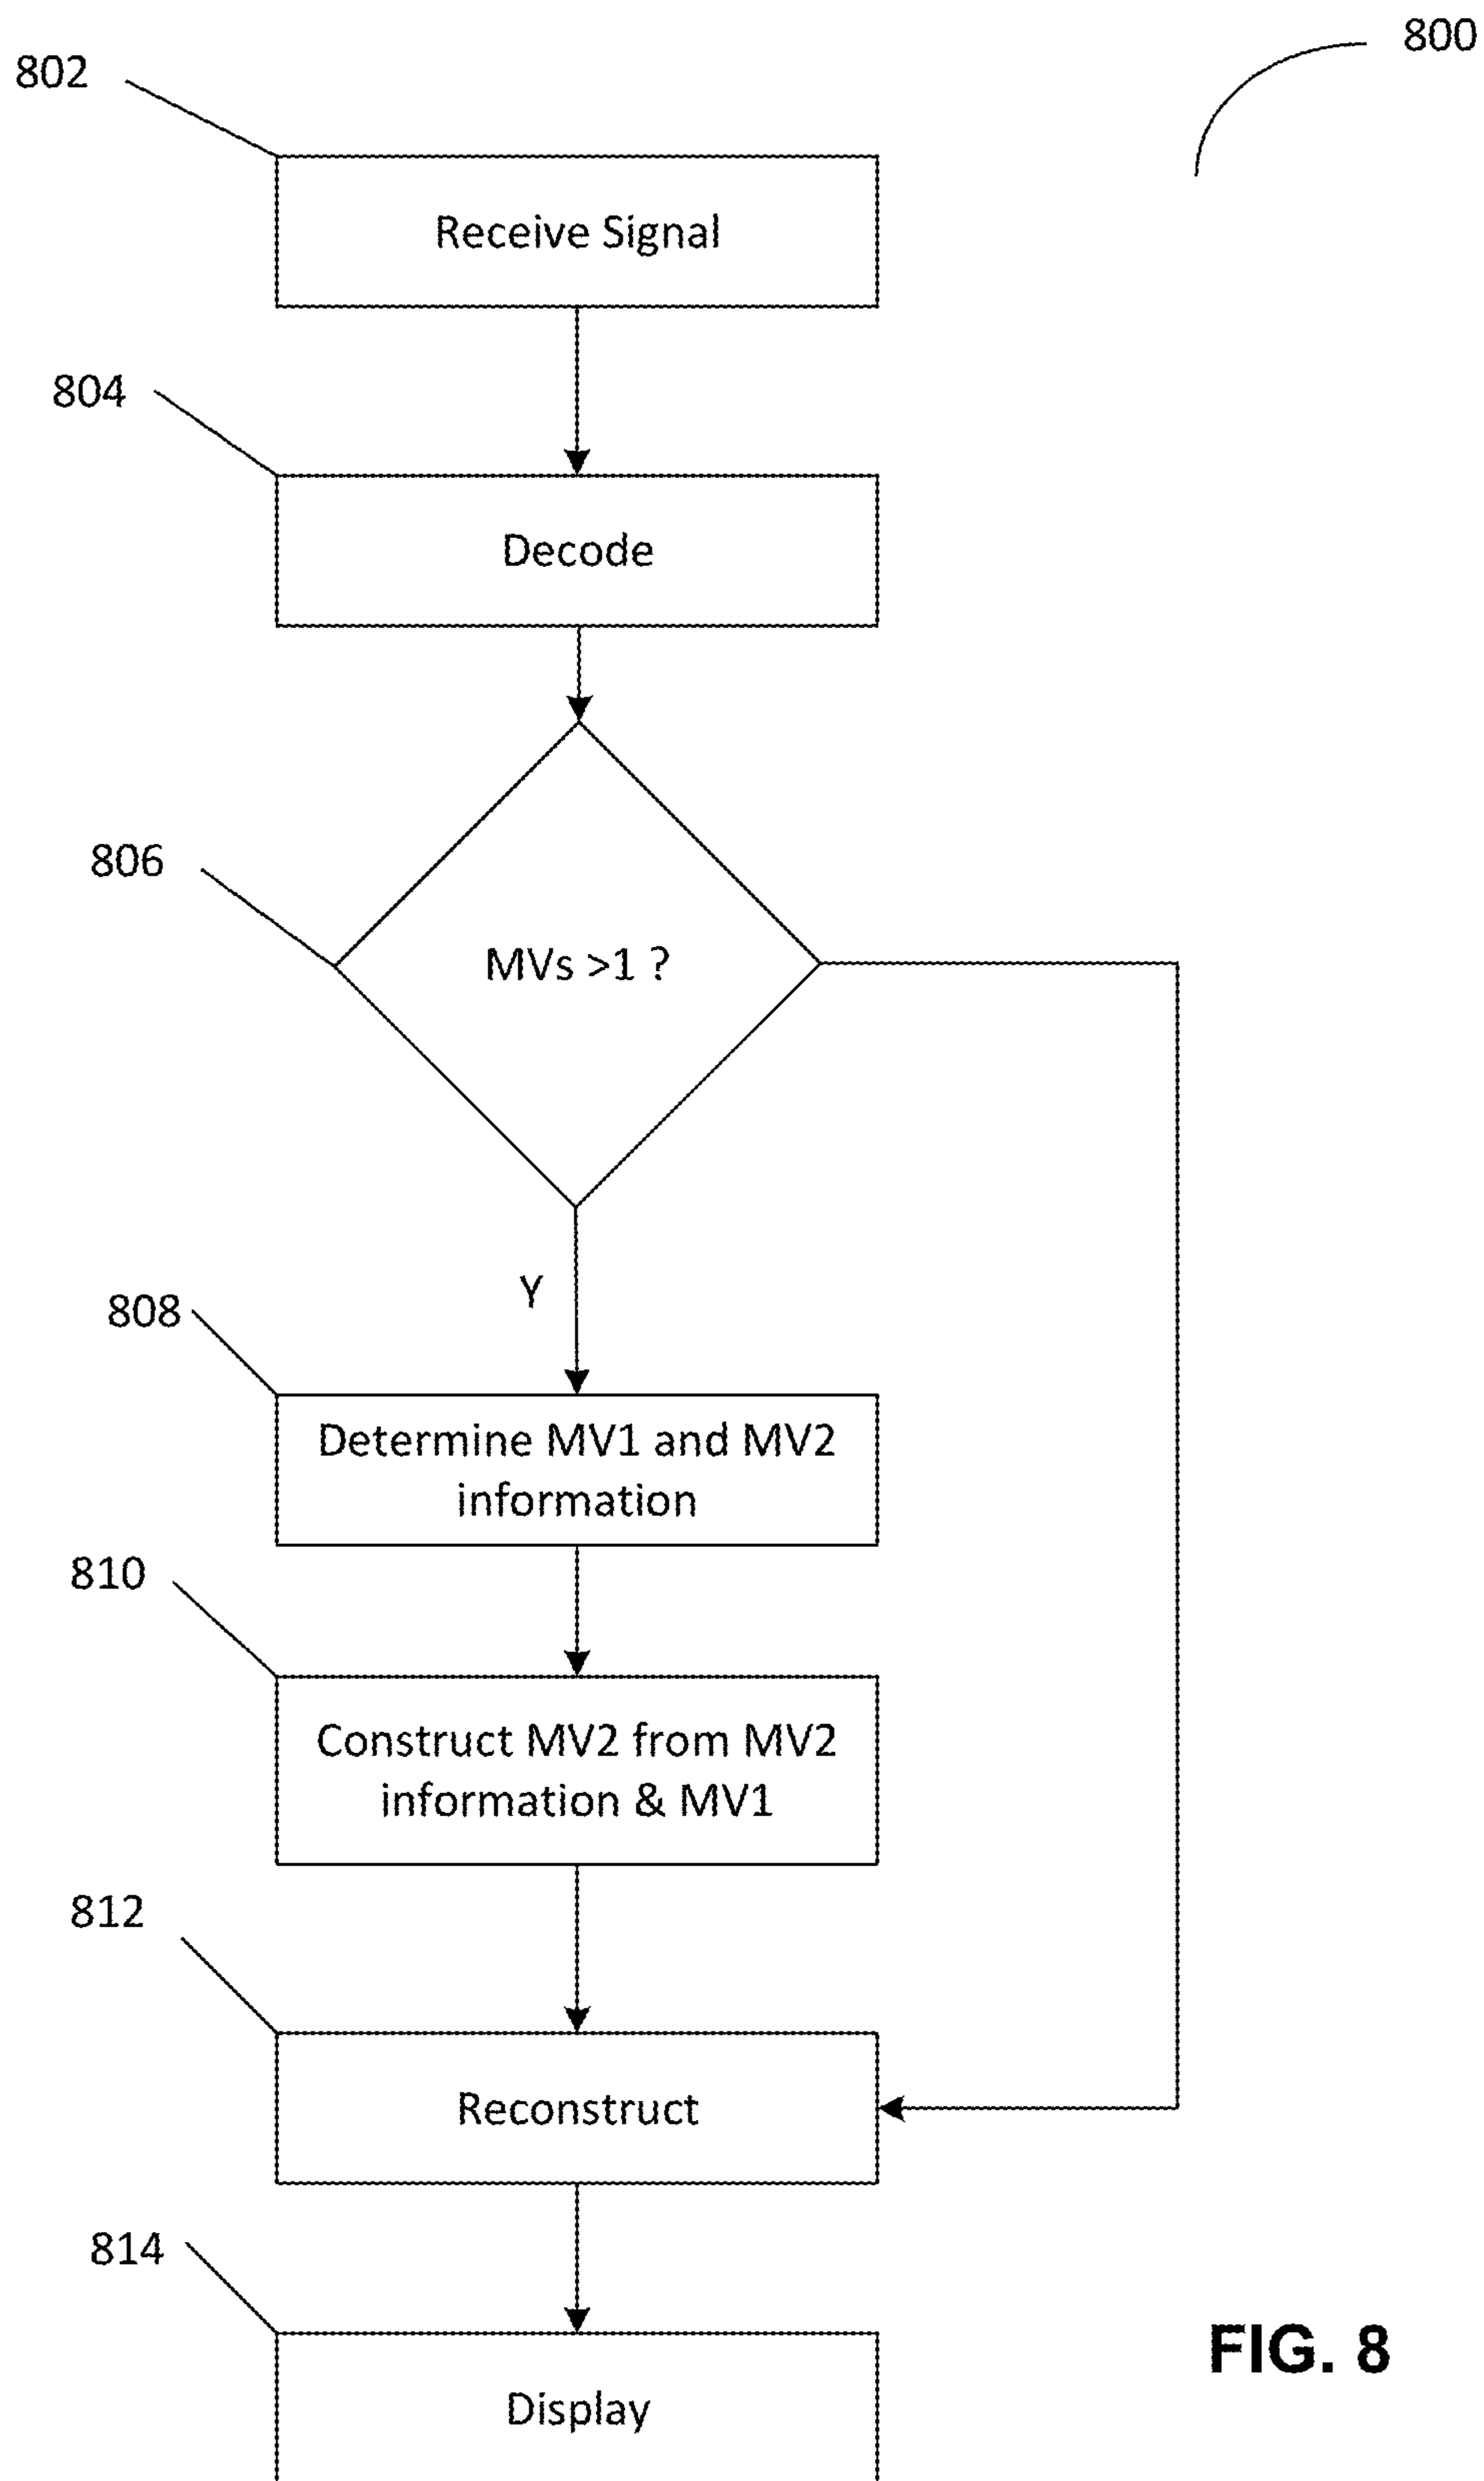 800
802
Receive Signal
804
Decode
806
MVs >1 ?
Y
808
Determine MV1 and MV2
information
810
Construct MV2 from MV2
information & MV1
812
Reconstruct
814
Display
FIG. 8